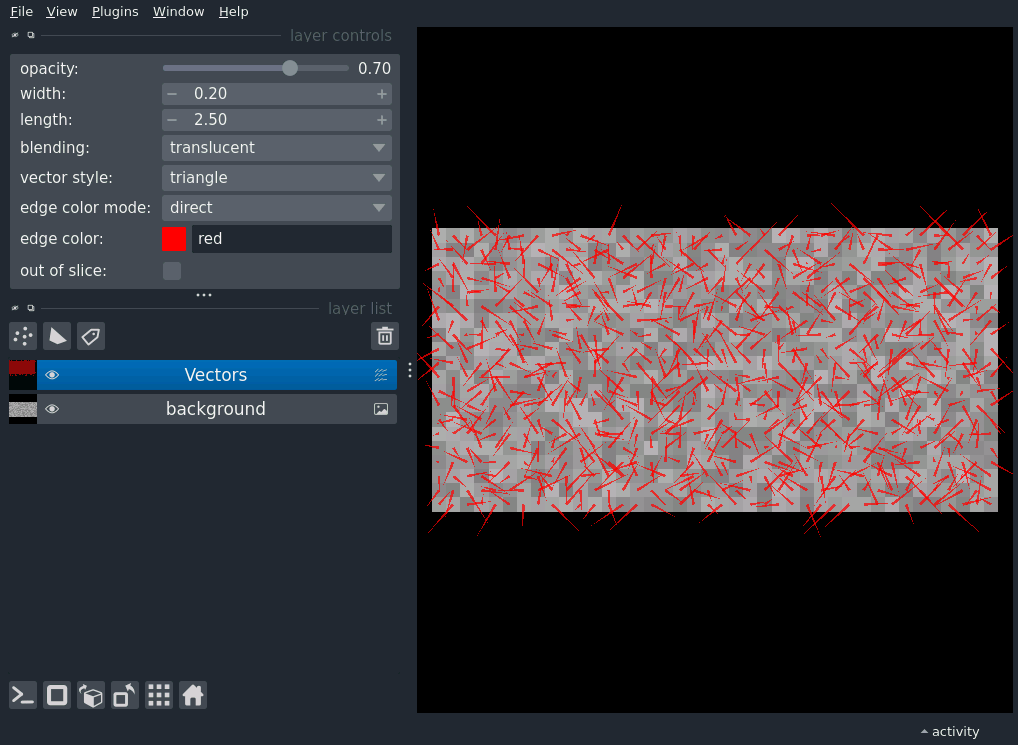 File View Plugins Window Help
layer controls
opacity: 0.70
width: 0.20
length: 2.50
blending: translucent
vector style: triangle
edge color mode: direct
edge color: red
out of slice:
layer list
Vectors
background
activity